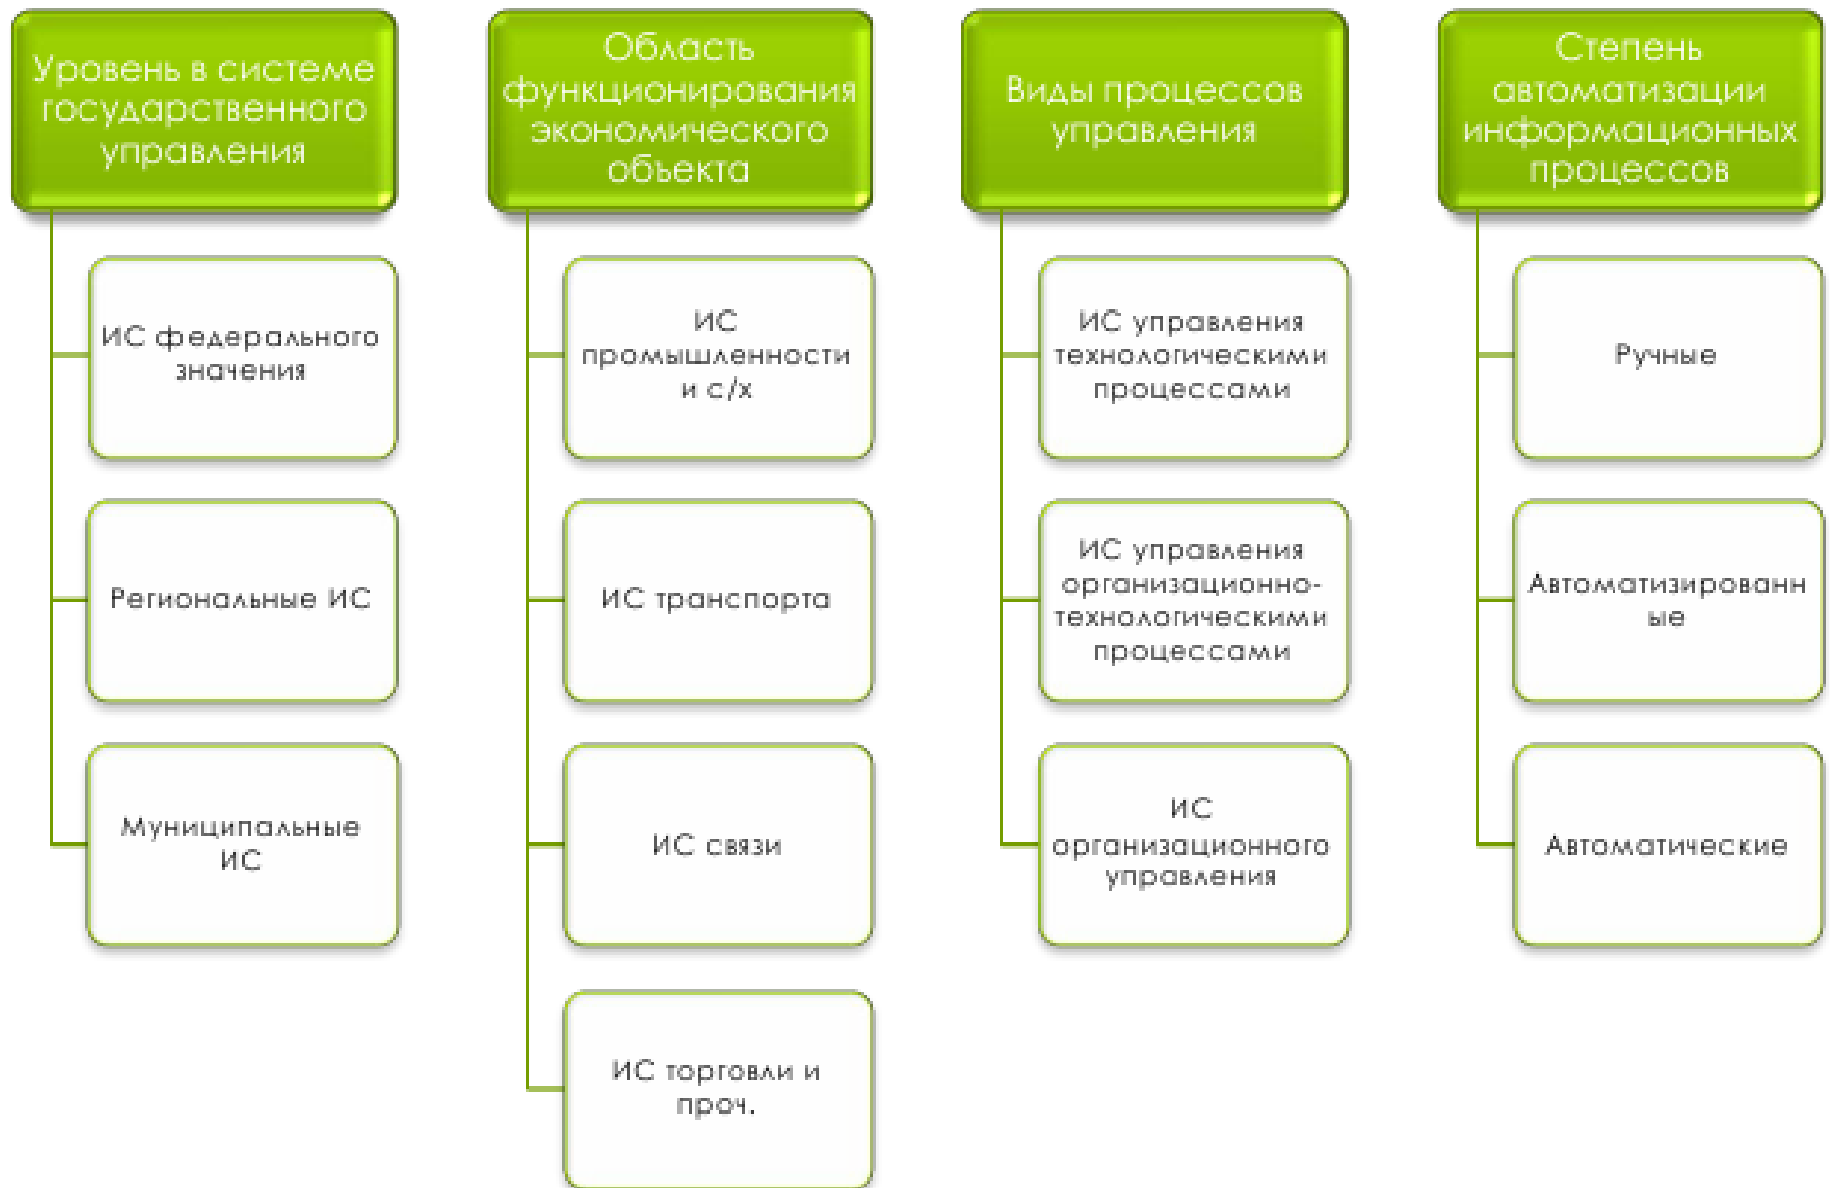 Уровень в системе
государственного
управления
ИС федерального
значения
Региональные ИС
Муниципальные
ИС
Область
функционирования
экономического
объекта
ИС
промышленности
и с/х
ИС транспорта
ИС связи
ИС торговли и
проч.
Виды процессов
управления
ИС управления
технологическими
процессами
ИС управления
организационно-
технологическими
процессами
ИС
организационного
управления
Степень
автоматизации
информационных
процессов
Ручные
Автоматизированн
ые
Автоматические